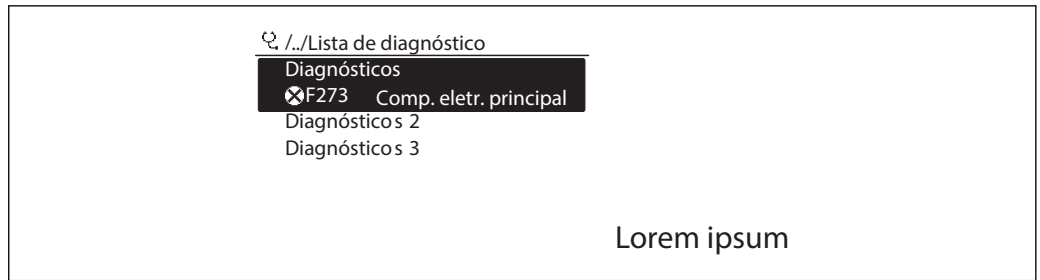 /../Lista de diagnóstico
Diagnósticos
F273 Comp. eletr. principal
Diagnósticos 2
Diagnósticos 3
Lorem ipsum